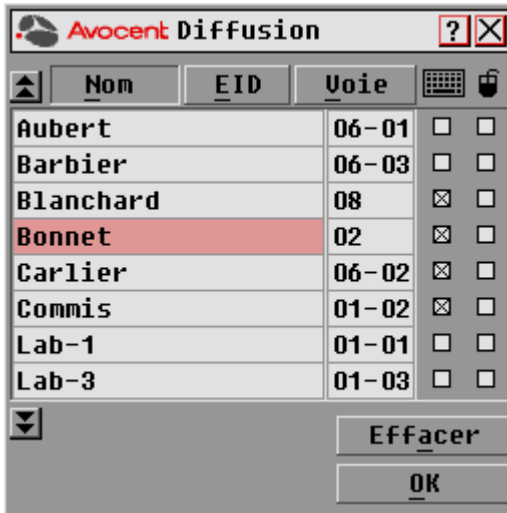 Avocent Diffusion ? X
Nom EID Voie
Aubert 06-01
Barbier 06-03
Blanchard 08
Bonnet 02
Carlier 06-02
Commis 01-02
Lab-1 01-01
Lab-3 01-03
Effacer
OK